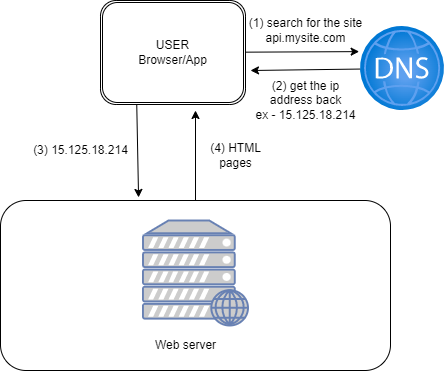 (1) search for the site
api.mysite.com
USER
Browser/App
DNS
(2) get the ip
address back
ex - 15.125.18.214
(3) 15.125.18.214
(4) HTML
pages
Web server